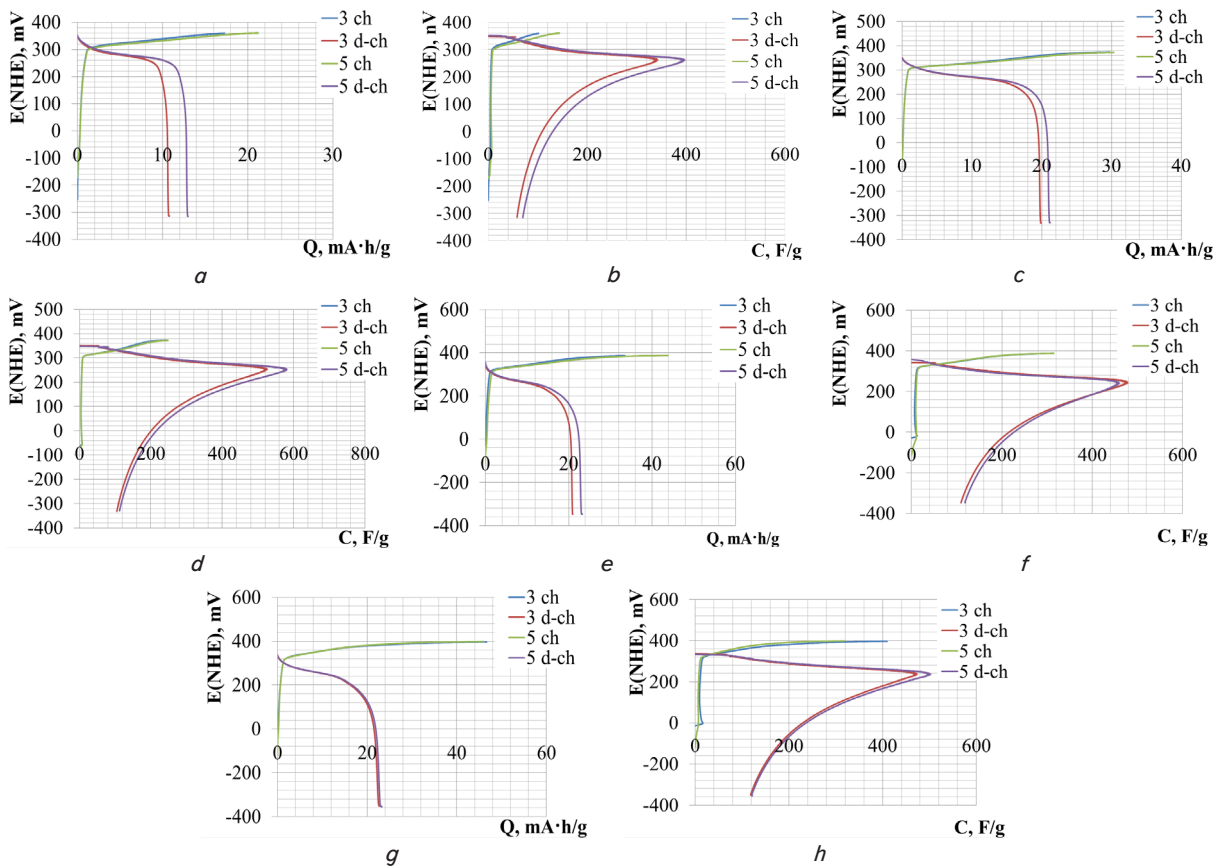 E(NHE), mV
400
300
200
100
0
-100
-200
-300
-400
0
10
20
30
Q, mA·h/g
3 ch
3 d-ch
5 ch
5 d-ch
a
E(NHE), mV
400
300
200
100
0
-100
-200
-300
-400
0
200
400
600
C, F/g
3 ch
3 d-ch
5 ch
5 d-ch
b
E(NHE), mV
500
400
300
200
100
0
-100
-200
-300
-400
0
10
20
30
40
Q, mA·h/g
3 ch
3 d-ch
5 ch
5 d-ch
c
E(NHE), mV
500
400
300
200
100
0
-100
-200
-300
-400
0
200
400
600
800
C, F/g
3 ch
3 d-ch
5 ch
5 d-ch
d
E(NHE), mV
600
400
200
0
-200
-400
0
20
40
60
Q, mA·h/g
3 ch
3 d-ch
5 ch
5 d-ch
e
E(NHE), mV
600
400
200
0
-200
-400
0
200
400
600
C, F/g
3 ch
3 d-ch
5 ch
5 d-ch
f
E(NHE), mV
600
400
200
0
-200
-400
0
20
40
60
Q, mA·h/g
3 ch
3 d-ch
5 ch
5 d-ch
g
E(NHE), mV
600
400
200
0
-200
-400
0
200
400
600
C, F/g
3 ch
3 d-ch
5 ch
5 d-ch
h